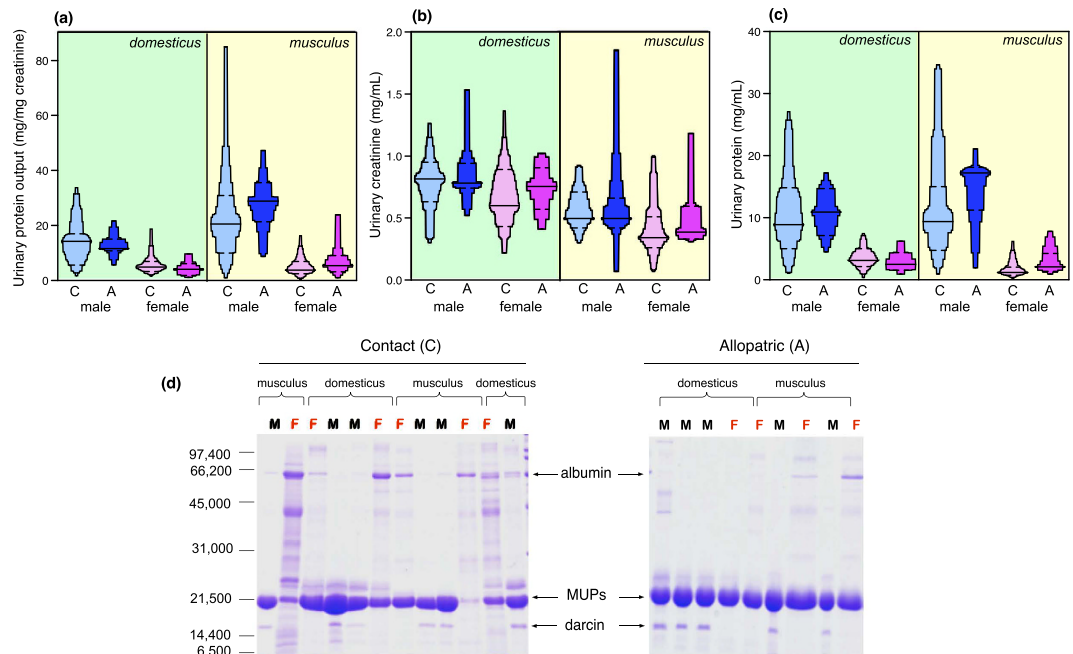 (a)
Urinary protein output (mg/mg creatinine)
domesticus musculus
80
60
40
20
0
C A C A C A C A
male female male female
(b)
Urinary creatinine (mg/mL)
domesticus musculus
2.0
1.5
1.0
0.5
0.0
C A C A C A C A
male female male female
(c)
Urinary protein (mg/mL)
domesticus musculus
40
30
20
10
0
C A C A C A C A
male female male female
(d)
Contact (C) Allopatric (A)
musculus domesticus musculus domesticus domesticus musculus
M F F M M F F M M F F M M M M F F M F M F
97,400
66,200
45,000
31,000
21,500
14,400
6,500
albumin
MUPs
darcin